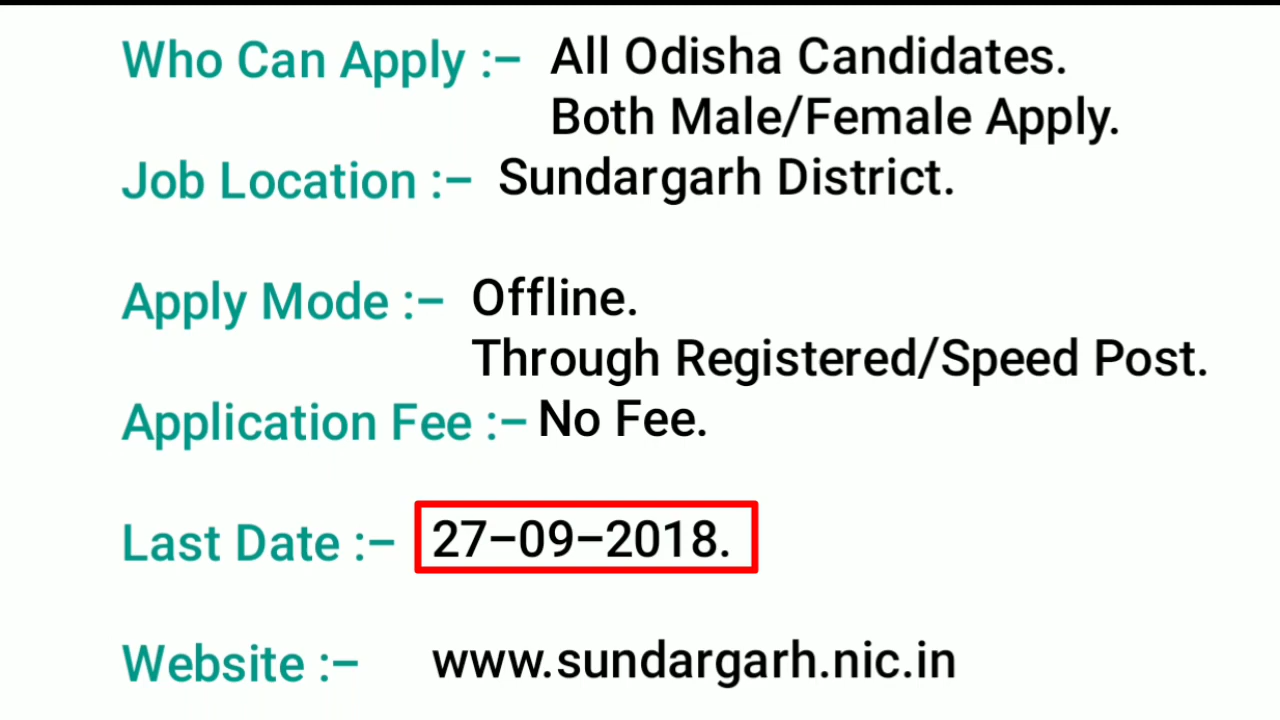 Who Can Apply :– All Odisha Candidates.
Both Male/Female Apply.
Job Location :– Sundargarh District.
Apply Mode :– Offline.
Through Registered/Speed Post.
Application Fee :– No Fee.
Last Date :– 27–09–2018.
Website :– www.sundargarh.nic.in